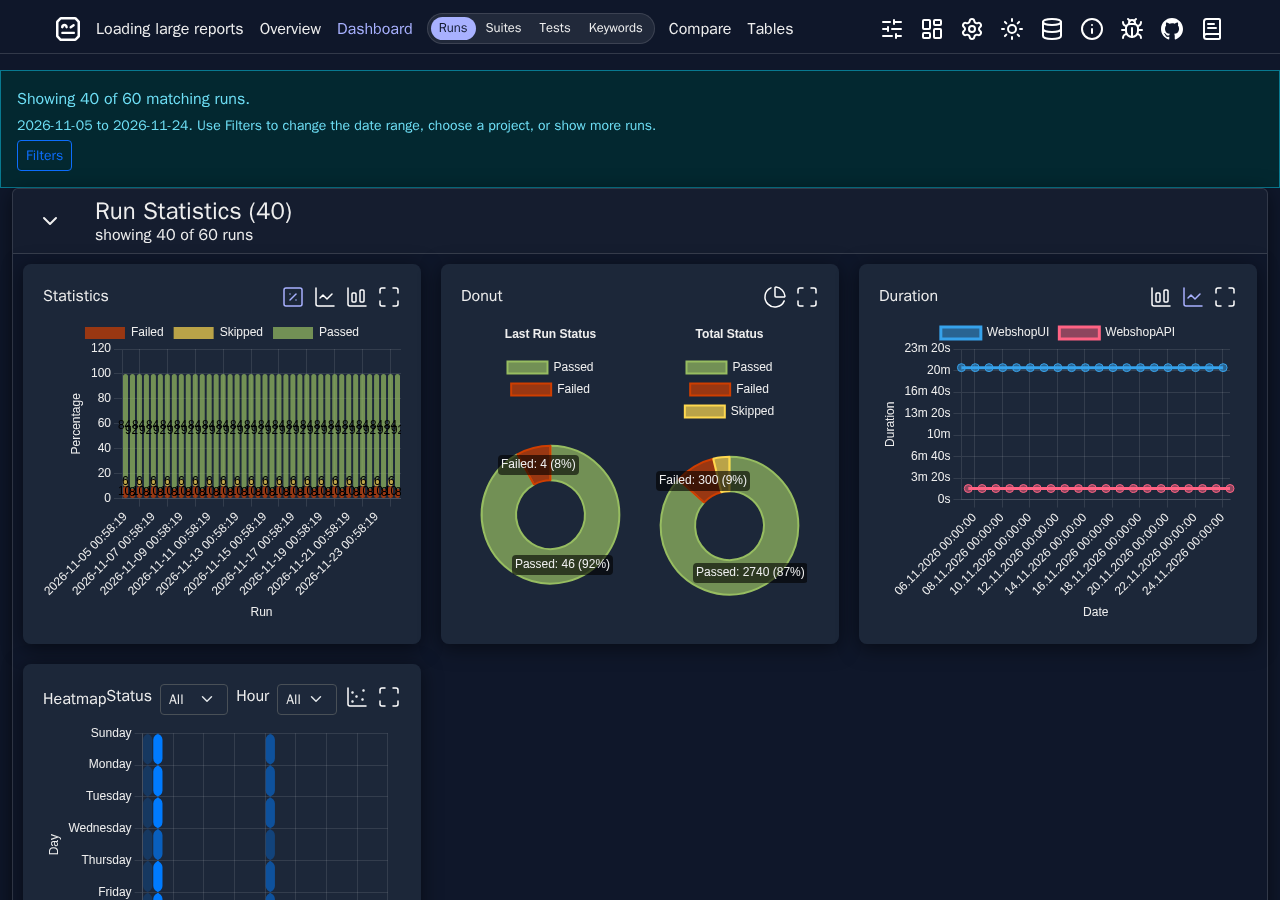 Loading large reports Overview Dashboard Runs Suites Tests Keywords Compare Tables
Showing 40 of 60 matching runs.
2026-11-05 to 2026-11-24. Use Filters to change the date range, choose a project, or show more runs.
Filters
Run Statistics (40)
showing 40 of 60 runs
Statistics
Failed Skipped Passed
120
100
80
60
40
20
0
Percentage
2026-11-05 00:58:19
2026-11-07 00:58:19
2026-11-09 00:58:19
2026-11-11 00:58:19
2026-11-13 00:58:19
2026-11-15 00:58:19
2026-11-17 00:58:19
2026-11-19 00:58:19
2026-11-21 00:58:19
2026-11-23 00:58:19
Run
Donut
Last Run Status
Passed
Failed
Failed: 4 (8%)
Passed: 46 (92%)
Total Status
Passed
Failed
Skipped
Failed: 300 (9%)
Passed: 2740 (87%)
Duration
WebshopUI WebshopAPI
23m 20s
20m
16m 40s
13m 20s
10m
6m 40s
3m 20s
0s
Duration
06.11.2026 00:00:00
08.11.2026 00:00:00
10.11.2026 00:00:00
12.11.2026 00:00:00
14.11.2026 00:00:00
16.11.2026 00:00:00
18.11.2026 00:00:00
20.11.2026 00:00:00
22.11.2026 00:00:00
24.11.2026 00:00:00
Date
Heatmap Status All Hour All
Sunday
Monday
Tuesday
Wednesday
Thursday
Friday
Day